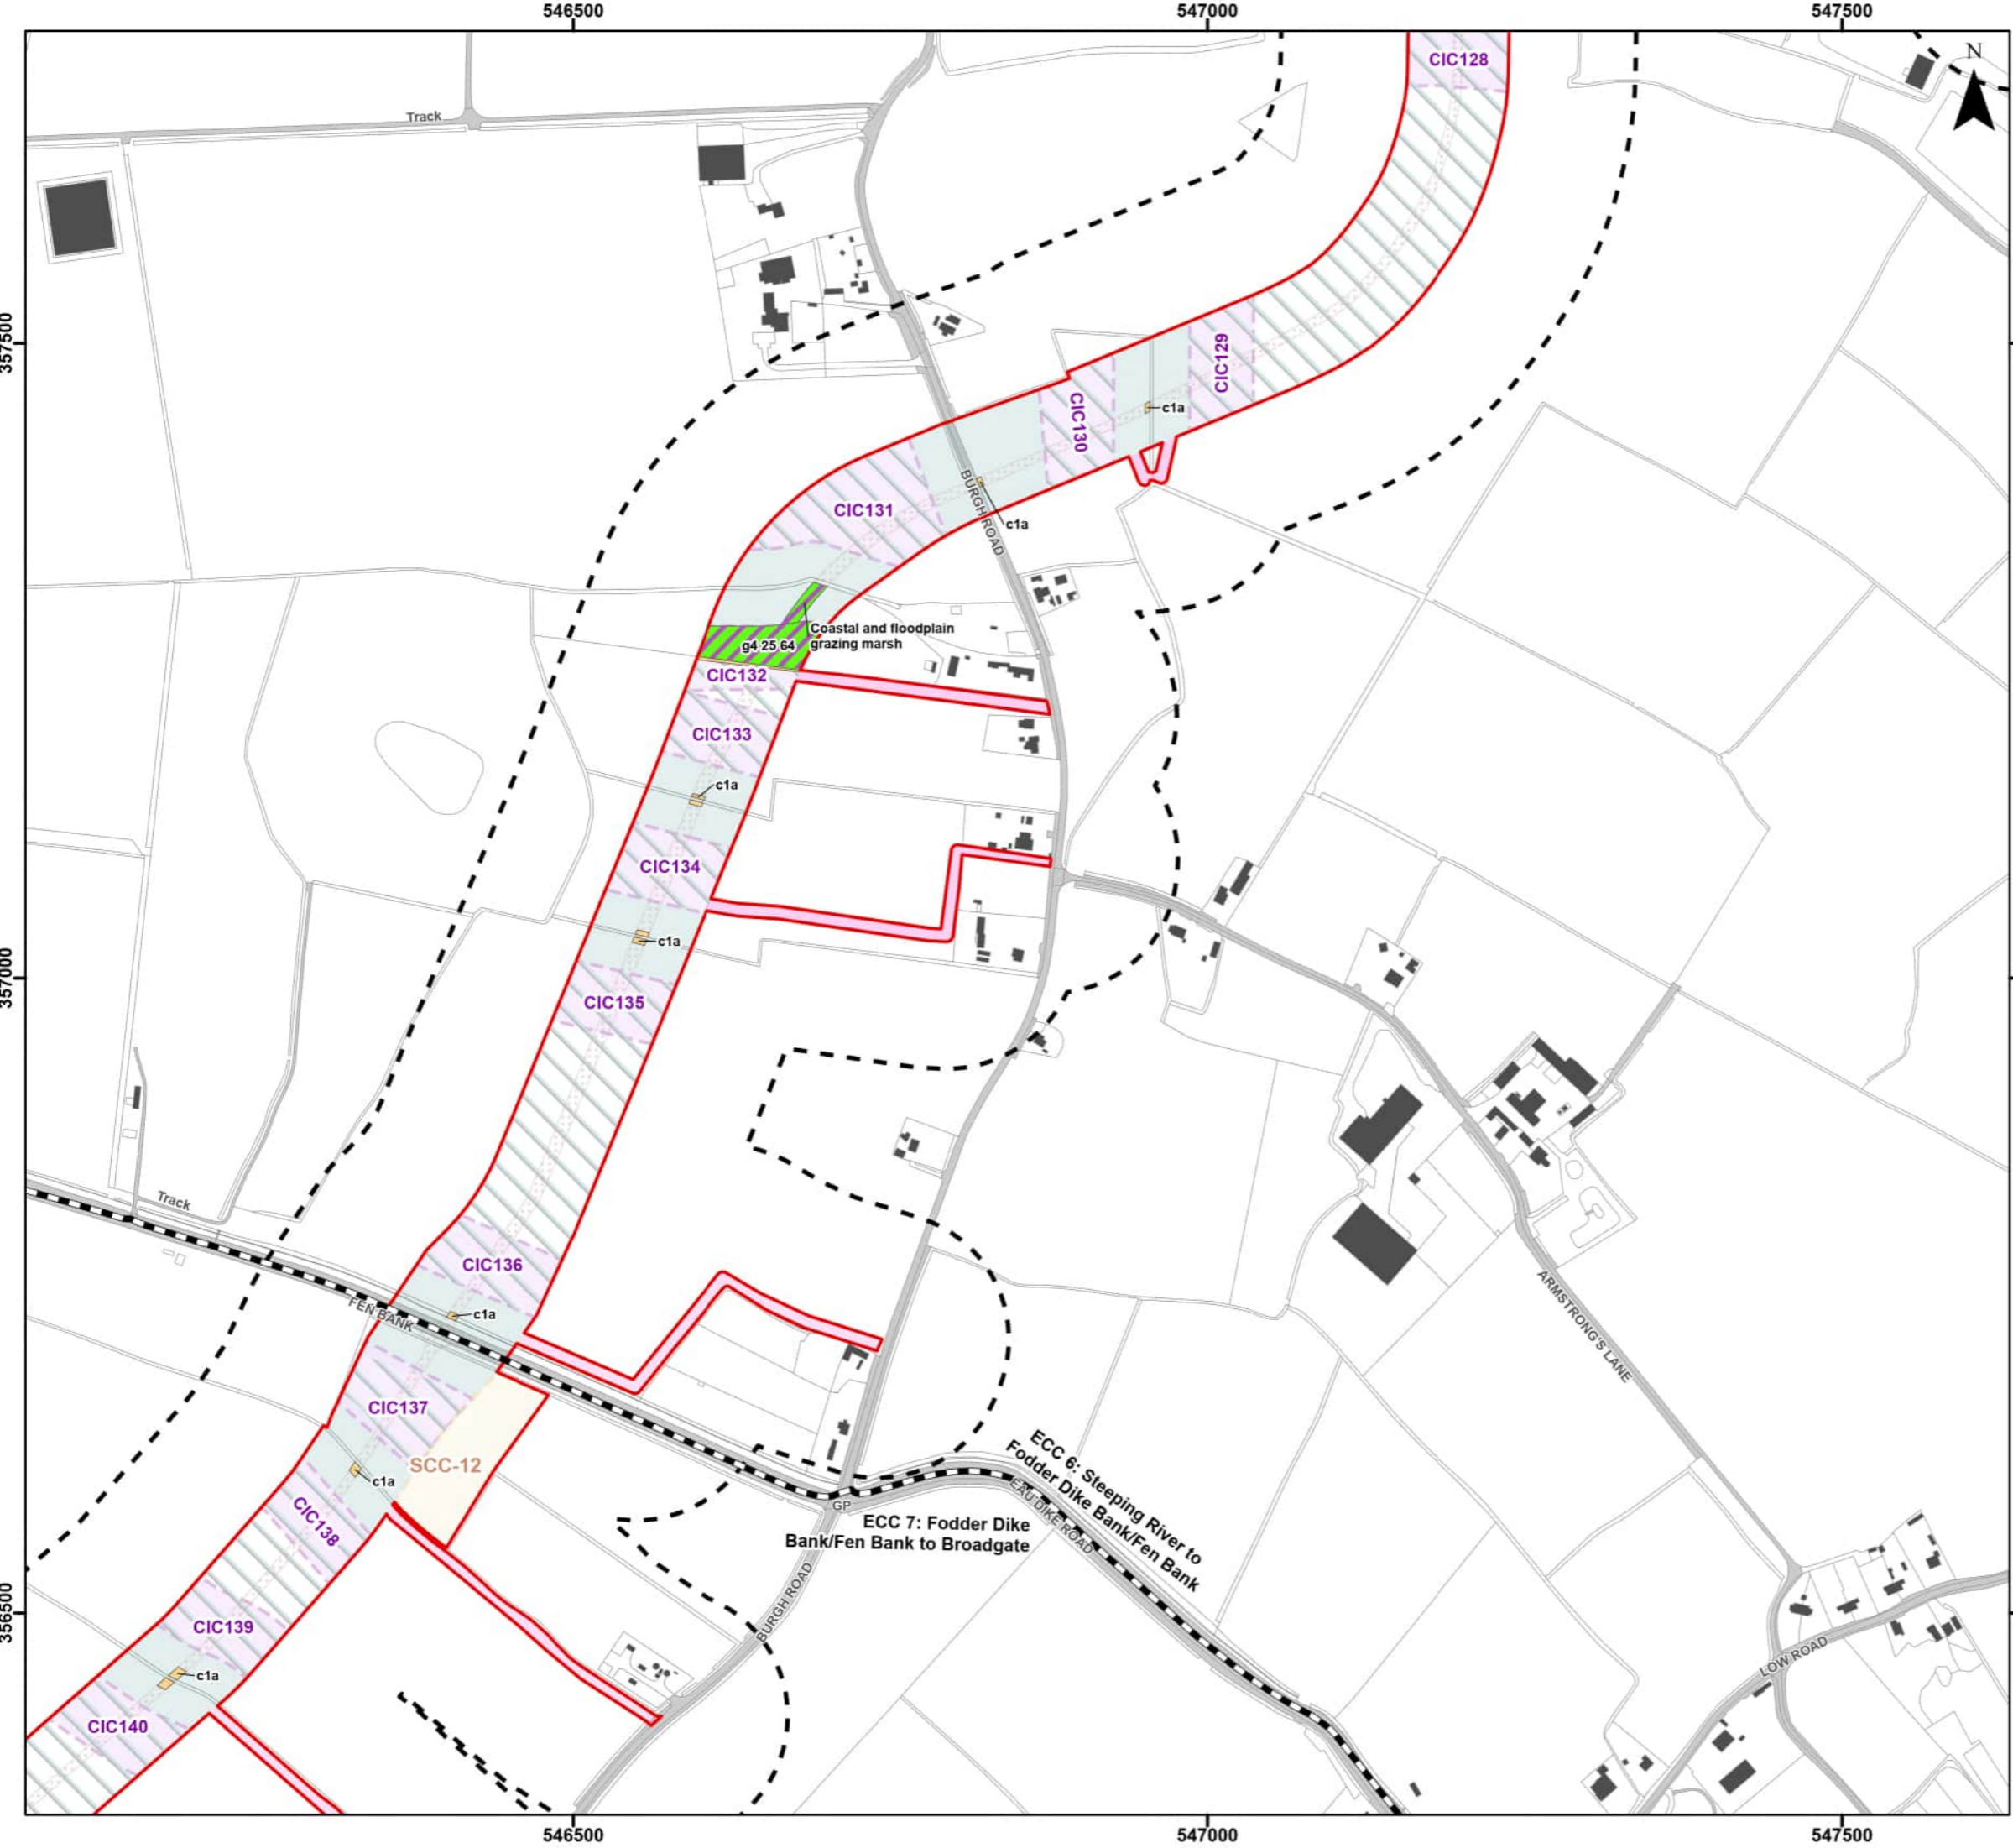 546500
547000
547500
N
CIC128
Track
357500
CIC129
CIC130
c1a
BURGH ROAD
c1a
CIC131
Coastal and floodplain
grazing marsh
g4 25 64
CIC132
CIC133
c1a
CIC134
c1a
357000
CIC135
Track
CIC136
c1a
FEN BANK
CIC137
SCC-12
c1a
CIC138
ARMSTRONG'S LANE
ECC 6: Steeping River to
Fodder Dike Bank/Fen Bank
GP
EAU DIKE ROAD
ECC 7: Fodder Dike
Bank/Fen Bank to Broadgate
BURGH ROAD
356500
CIC139
c1a
LOW ROAD
CIC140
546500
547000
547500